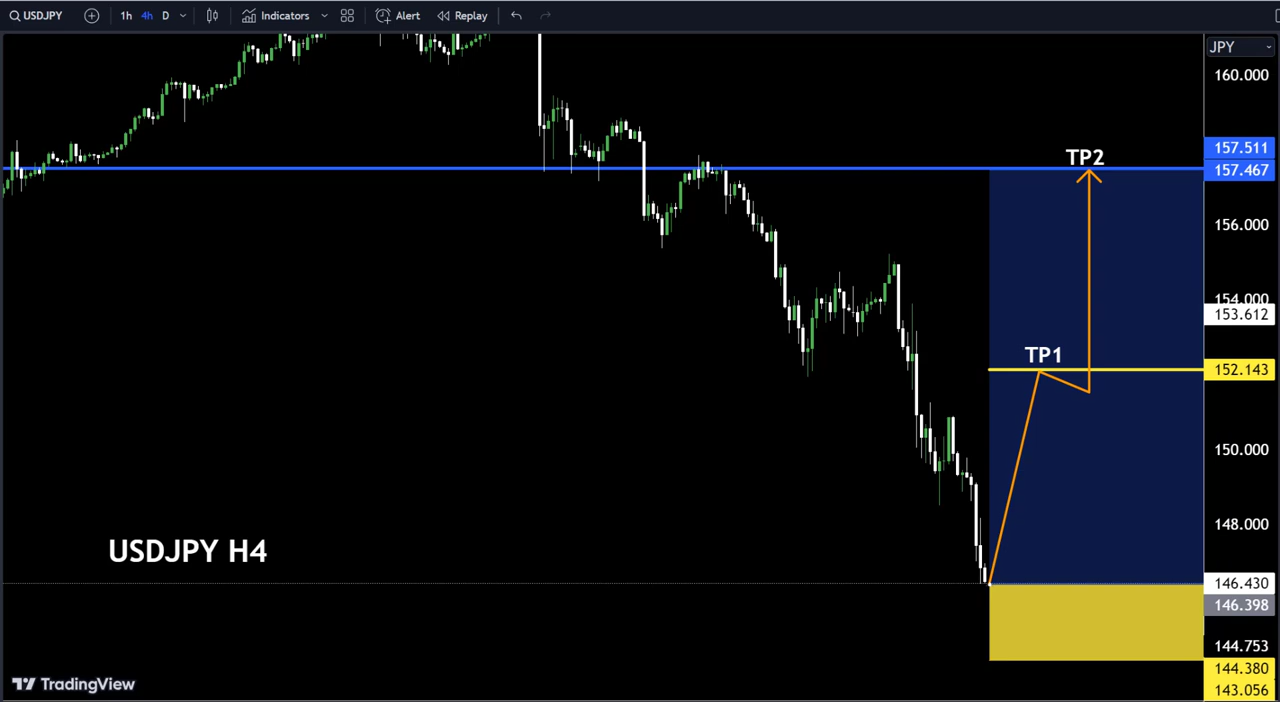 USDJPY 1h 4h D Indicators Alert Replay
JPY
160.000
157.511
TP2
157.467
156.000
154.000
153.612
TP1
152.143
150.000
148.000
USDJPY H4
146.430
146.398
144.753
144.380
TradingView
143.056